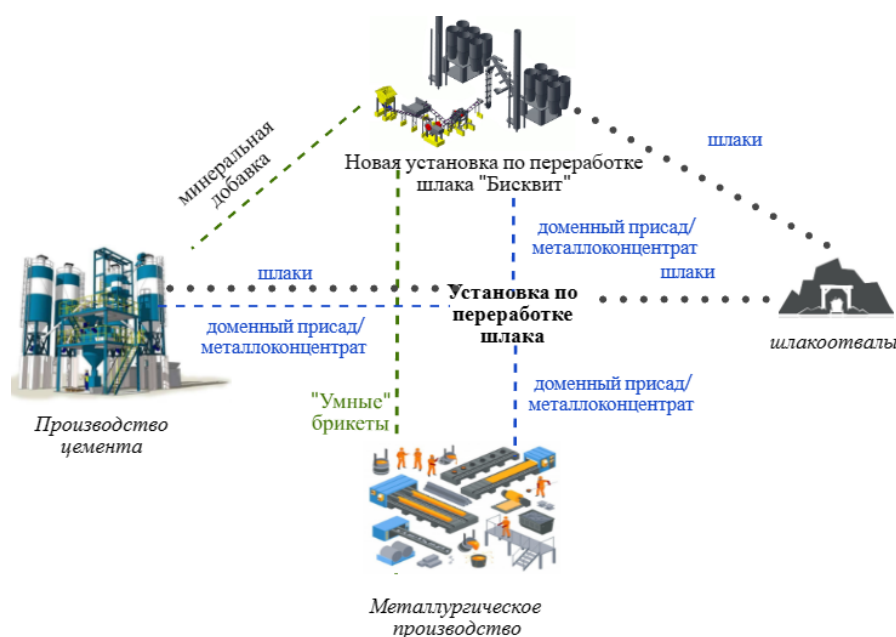 минеральная
добавка
шлаки
Новая установка по переработке
шлака "Бисквит"
доменный присад/
металлоконцентрат
шлаки
шлаки
Установка по
переработке
шлака
доменный присад/
металлоконцентрат
шлакоотвалы
"Умные"
брикеты
доменный присад/
металлоконцентрат
Производство
цемента
Металлургическое
производство